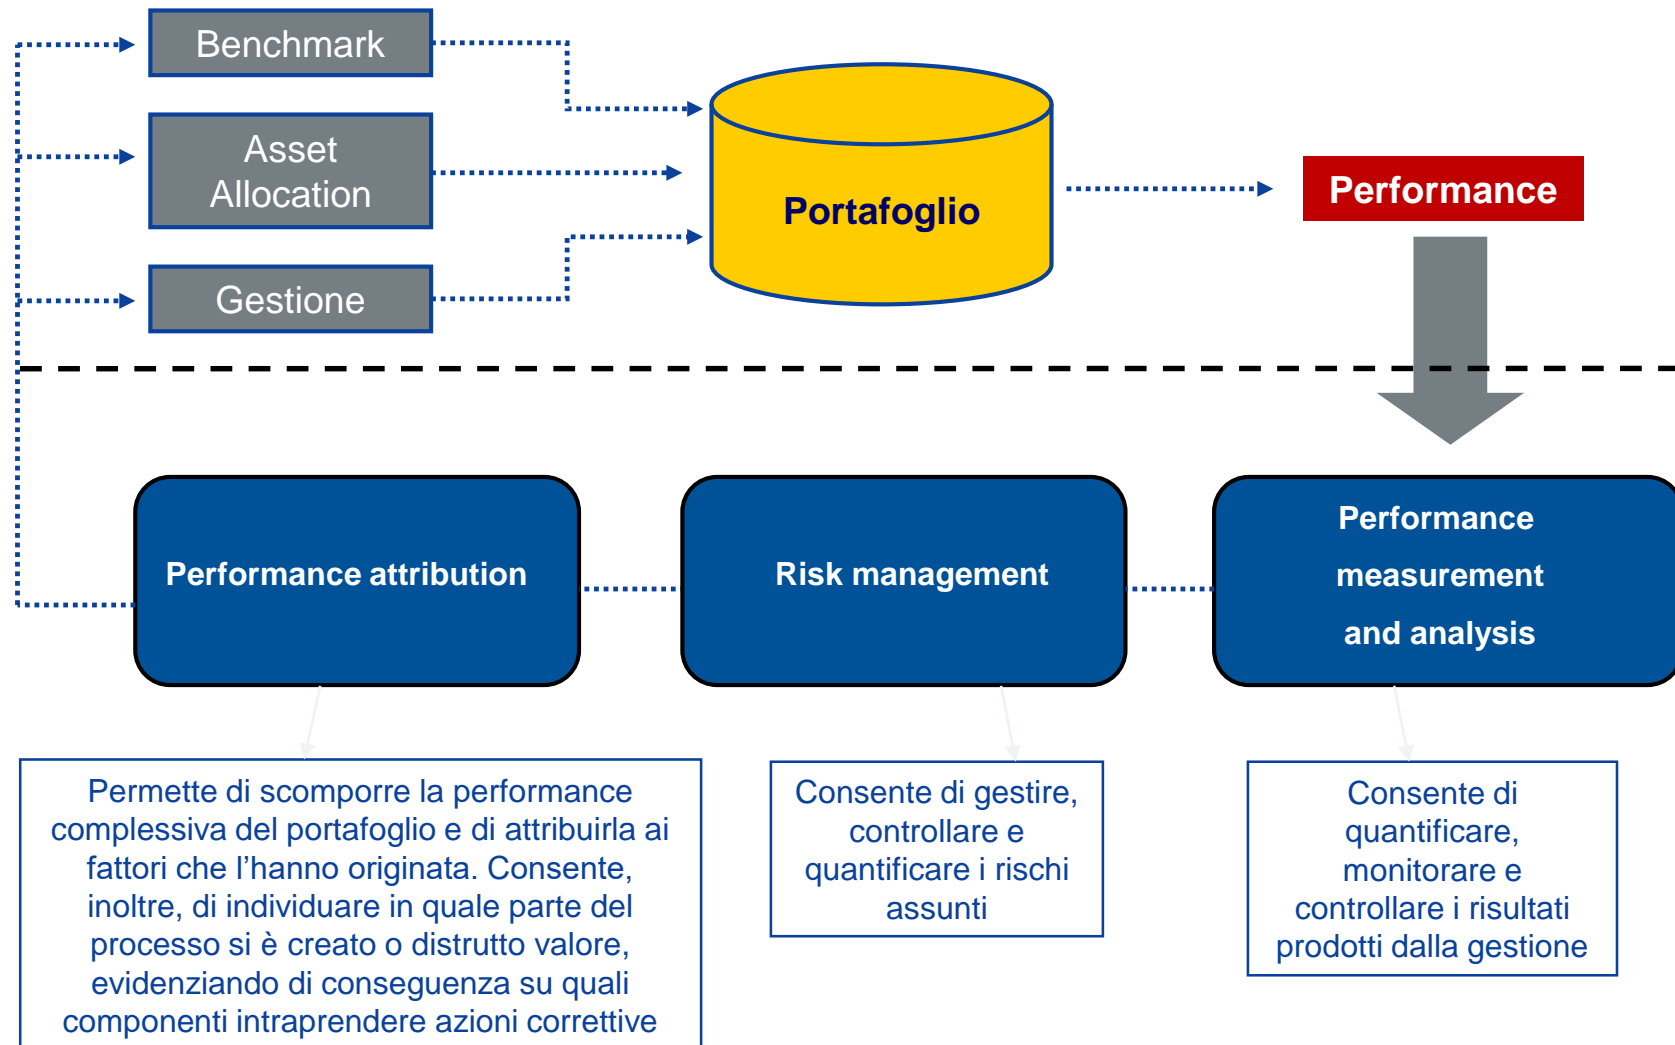 Benchmark
Asset
Allocation
Gestione
Portafoglio
Performance
Performance attribution
Risk management
Performance
measurement
and analysis
Permette di scomporre la performance
complessiva del portafoglio e di attribuirla ai
fattori che l’hanno originata. Consente,
inoltre, di individuare in quale parte del
processo si è creato o distrutto valore,
evidenziando di conseguenza su quali
componenti intraprendere azioni correttive
Consente di gestire,
controllare e
quantificare i rischi
assunti
Consente di
quantificare,
monitorare e
controllare i risultati
prodotti dalla gestione